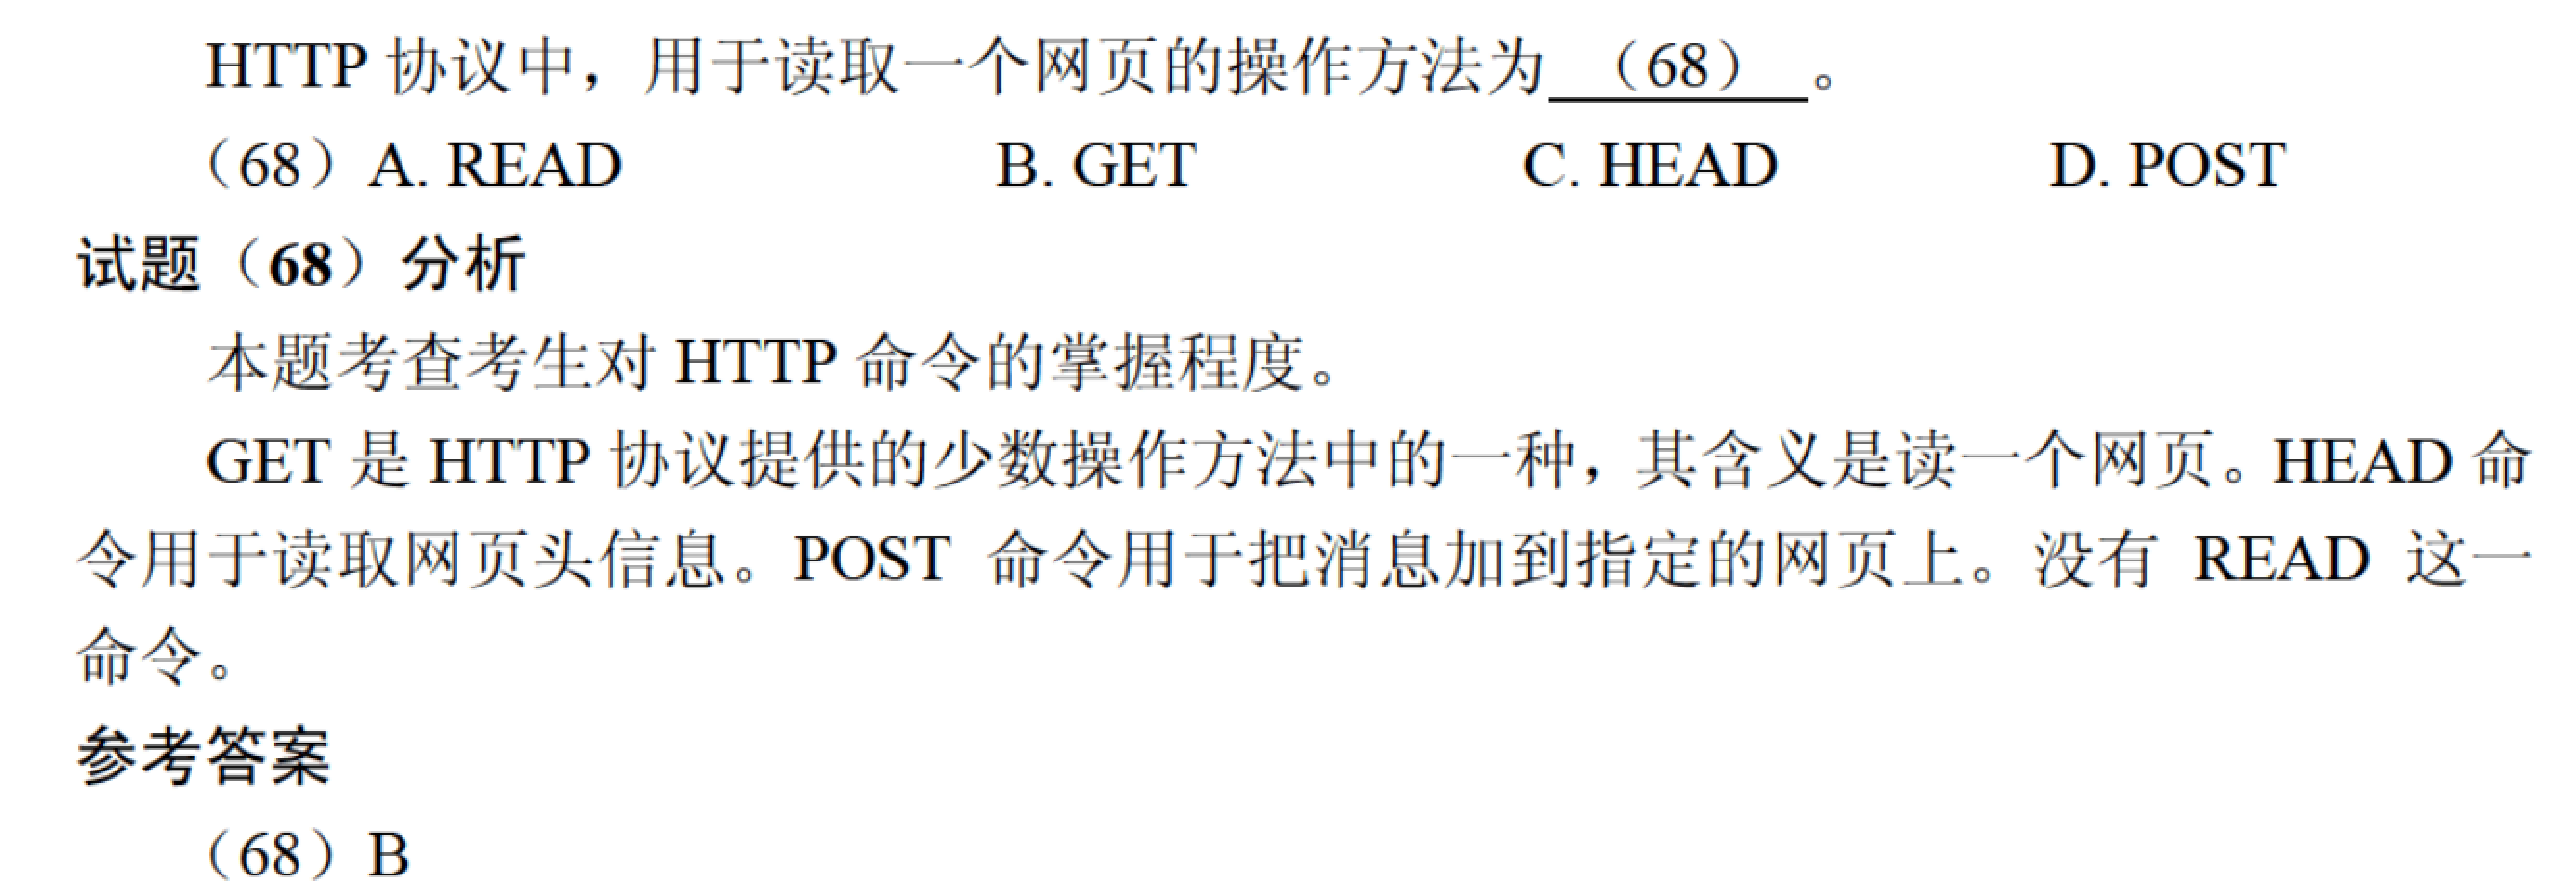 HTTP 协议中，用于读取一个网页的操作方法为 （68） 。
（68）A. READ B. GET C. HEAD D. POST
试题（68）分析
本题考查考生对 HTTP 命令的掌握程度。
GET 是 HTTP 协议提供的少数操作方法中的一种，其含义是读一个网页。HEAD 命
令用于读取网页头信息。POST 命令用于把消息加到指定的网页上。没有 READ 这一
命令。
参考答案
（68）B